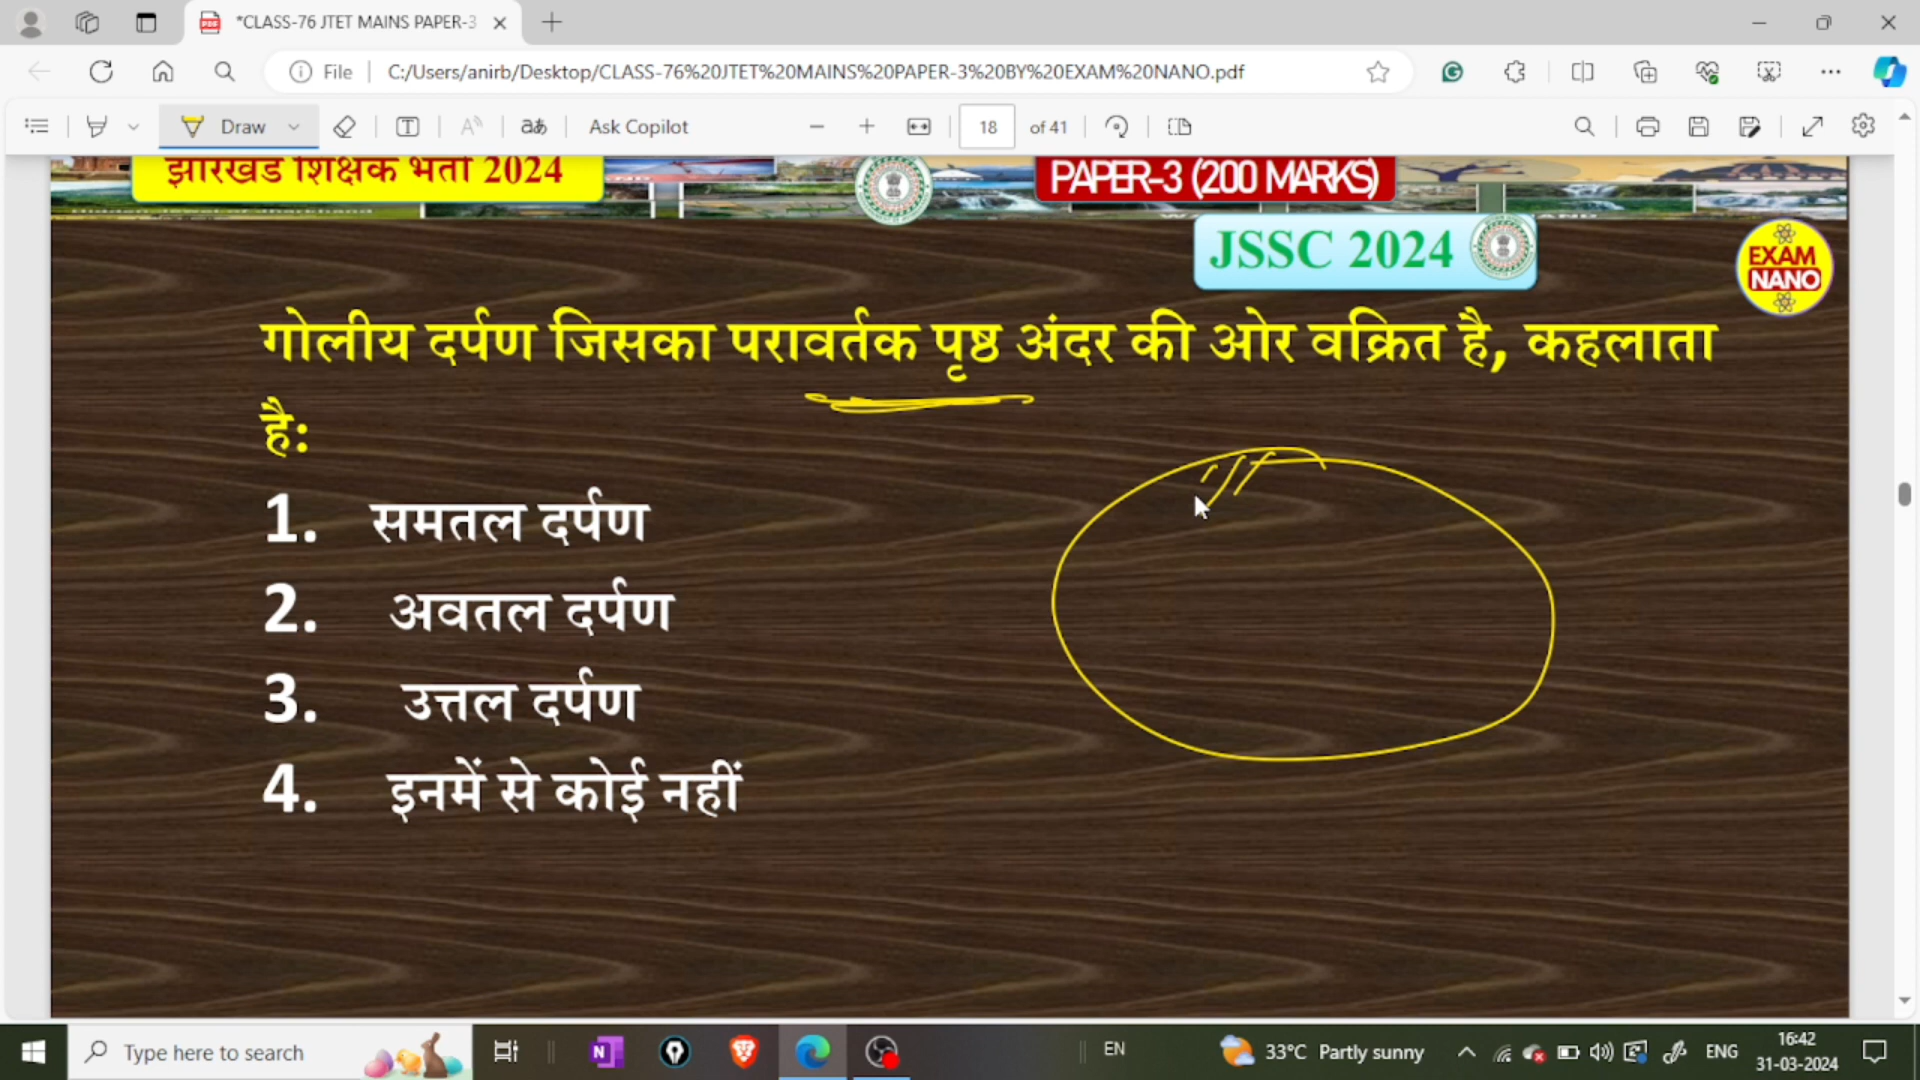 *CLASS-76 JTET MAINS PAPER-3
File
C:/Users/anirb/Desktop/CLASS-76%20JTET%20MAINS%20PAPER-3%20BY%20EXAM%20NANO.pdf
Draw
Ask Copilot
18 of 41
झारखंड शिक्षक भर्ती 2024
PAPER-3 (200 MARKS)
JSSC 2024
EXAM
NANO
गोलीय दर्पण जिसका परावर्तक पृष्ठ अंदर की ओर वक्रित है, कहलाता
है:
1. समतल दर्पण
2. अवतल दर्पण
3. उत्तल दर्पण
4. इनमें से कोई नहीं
Type here to search
EN
33°C Partly sunny
ENG
16:42
31-03-2024